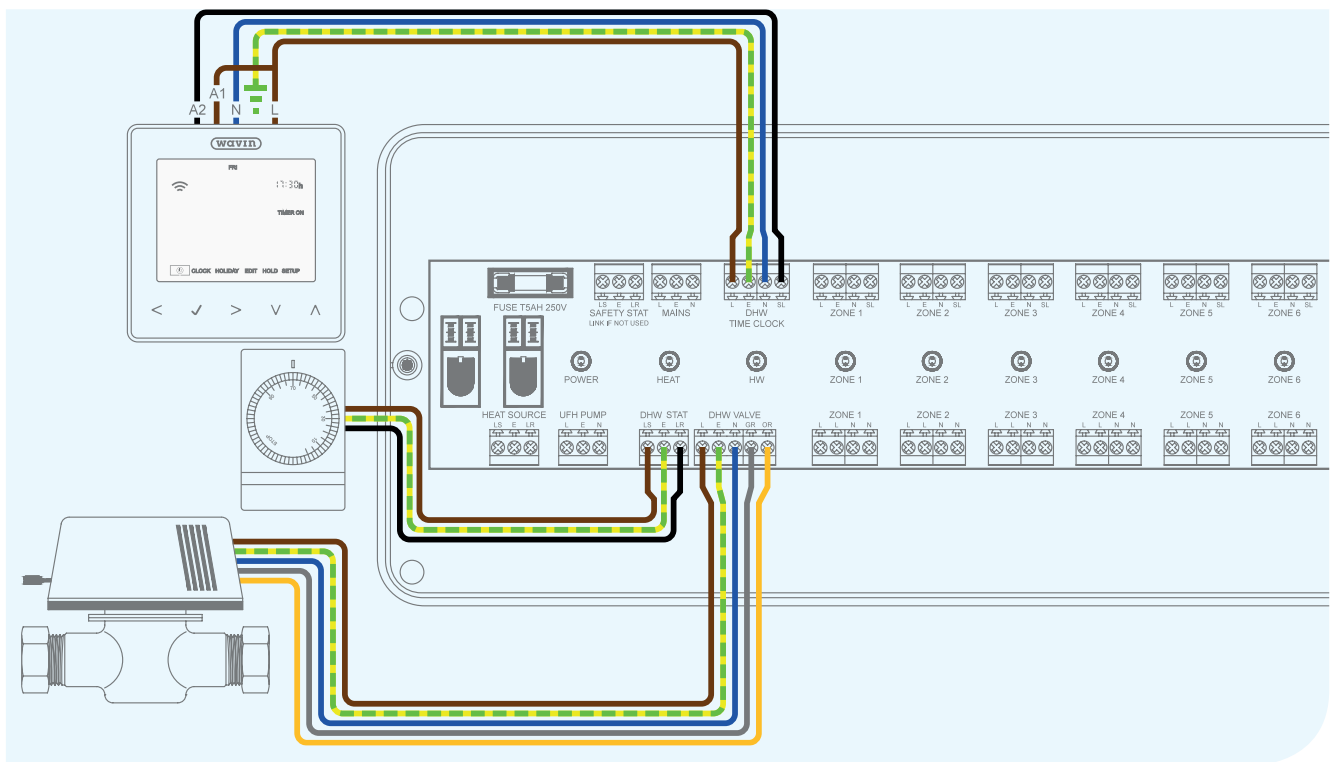 A1
A2 N L
wavin
FRI
17:30h
TIMER ON
CLOCK HOLIDAY EDIT HOLD SETUP
FUSE T5AH 250V
LS E LR
SAFETY STAT
LINK IF NOT USED
L E N
MAINS
L E N SL
DHW
TIME CLOCK
L E N SL
ZONE 1
L E N SL
ZONE 2
L E N SL
ZONE 3
L E N SL
ZONE 4
L E N SL
ZONE 5
L E N SL
ZONE 6
POWER
HEAT
HW
ZONE 1
ZONE 2
ZONE 3
ZONE 4
ZONE 5
ZONE 6
HEAT SOURCE
LS E LR
UFH PUMP
L E N
DHW STAT
LS E LR
DHW VALVE
L E N GR OR
ZONE 1
L L N N
ZONE 2
L L N N
ZONE 3
L L N N
ZONE 4
L L N N
ZONE 5
L L N N
ZONE 6
L L N N